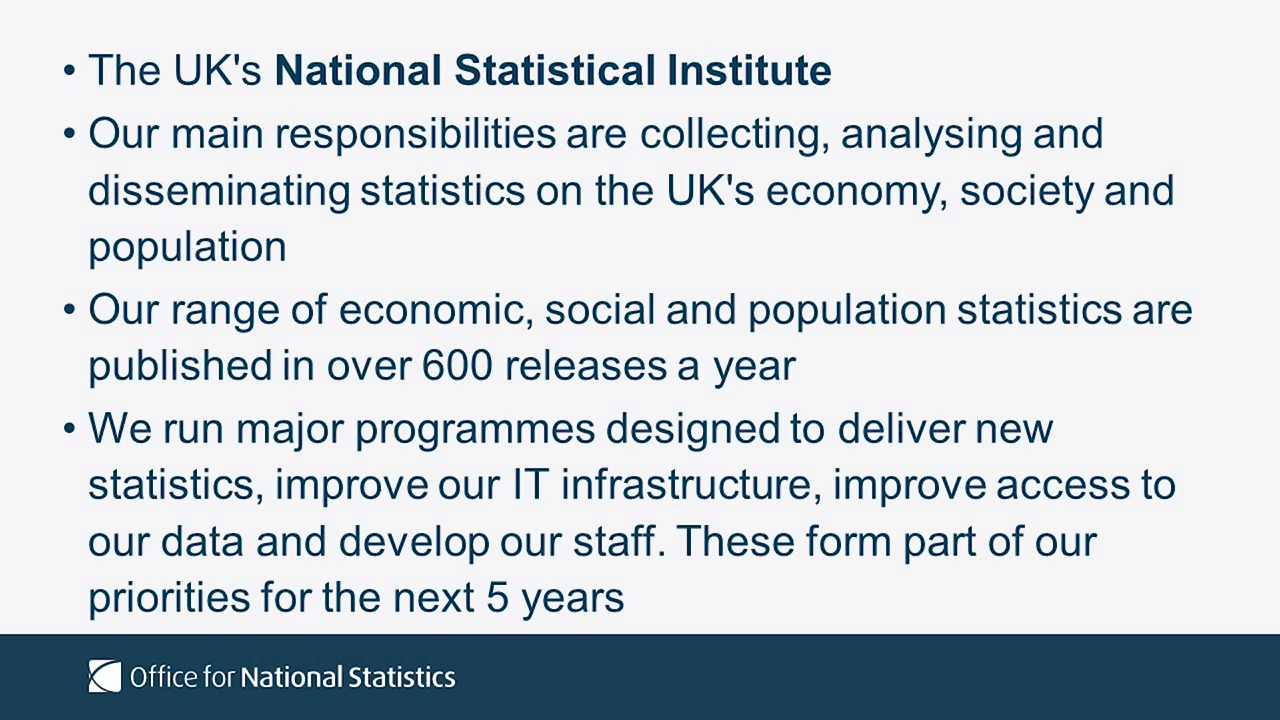 • The UK's National Statistical Institute
• Our main responsibilities are collecting, analysing and
disseminating statistics on the UK's economy, society and
population
• Our range of economic, social and population statistics are
published in over 600 releases a year
• We run major programmes designed to deliver new
statistics, improve our IT infrastructure, improve access to
our data and develop our staff. These form part of our
priorities for the next 5 years
Office for National Statistics